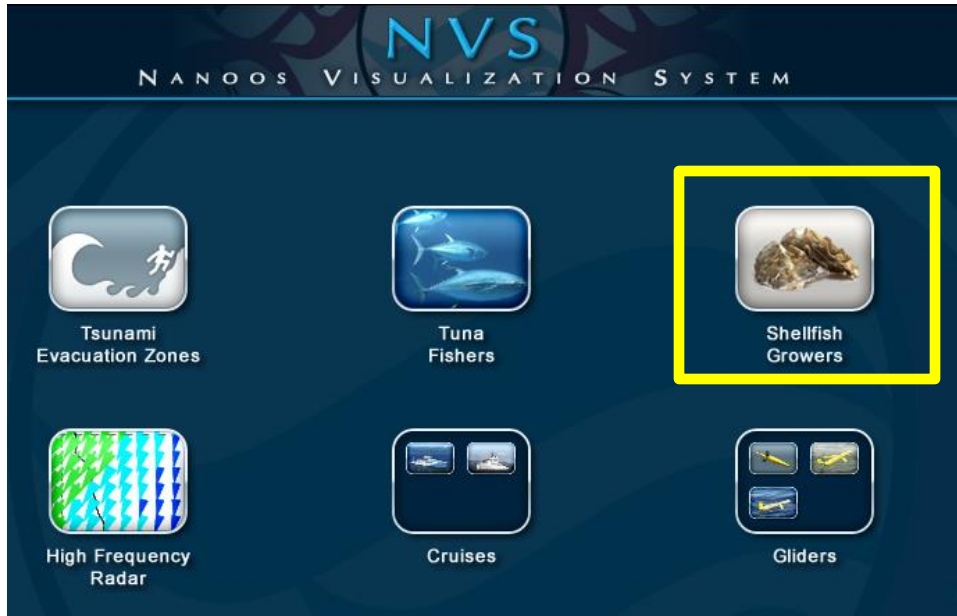 NVS
NANOOS VISUALIZATION SYSTEM
Tsunami
Evacuation Zones
Tuna
Fishers
Shellfish
Growers
High Frequency
Radar
Cruises
Gliders